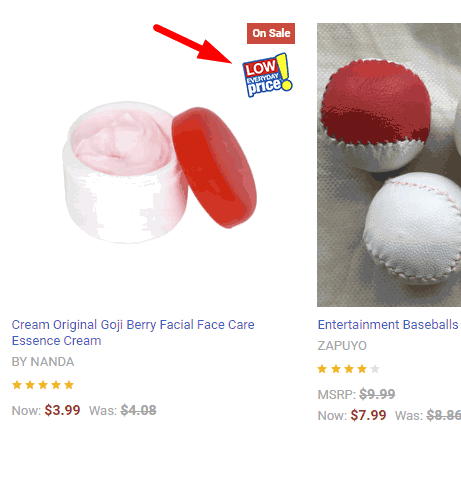 On Sale
LOW
EVERYDAY
price!
Cream Original Goji Berry Facial Face Care
Essence Cream
BY NANDA
Now: $3.99 Was: $4.08
Entertainment Baseballs
ZAPUYO
MSRP: $9.99
Now: $7.99 Was: $8.86